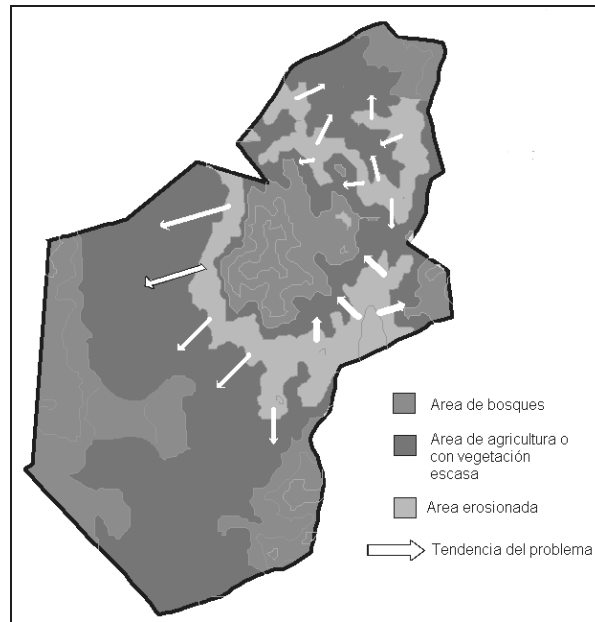 Area de bosques
Area de agricultura o
con vegetación
escasa
Area erosionada
Tendencia del problema